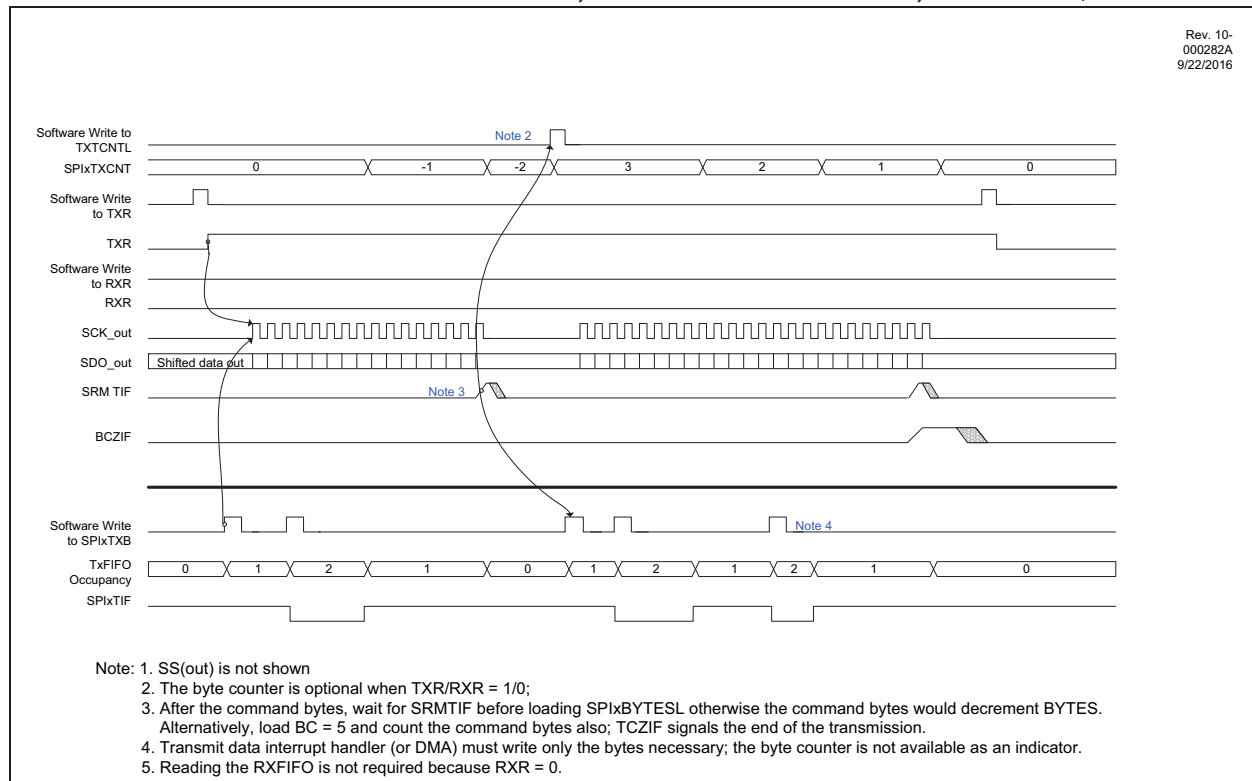 Rev. 10-
000282A
9/22/2016
Software Write to
TXTCNTL
Note 2
SPIxTXCNT
0 -1 -2 3 2 1 0
Software Write
to TXR
TXR
Software Write
to RXR
RXR
SCK_out
SDO_out
Shifted data out
SRM TIF
Note 3
BCZIF
Software Write
to SPIxTXB
Note 4
TxFIFO
Occupancy
0 1 2 1 0 1 2 1 2 1 0
SPIxTIF
Note: 1. SS(out) is not shown
2. The byte counter is optional when TXR/RXR = 1/0;
3. After the command bytes, wait for SRMTIF before loading SPIxBYTESL otherwise the command bytes would decrement BYTES.
Alternatively, load BC = 5 and count the command bytes also; TCZIF signals the end of the transmission.
4. Transmit data interrupt handler (or DMA) must write only the bytes necessary; the byte counter is not available as an indicator.
5. Reading the RXFIFO is not required because RXR = 0.